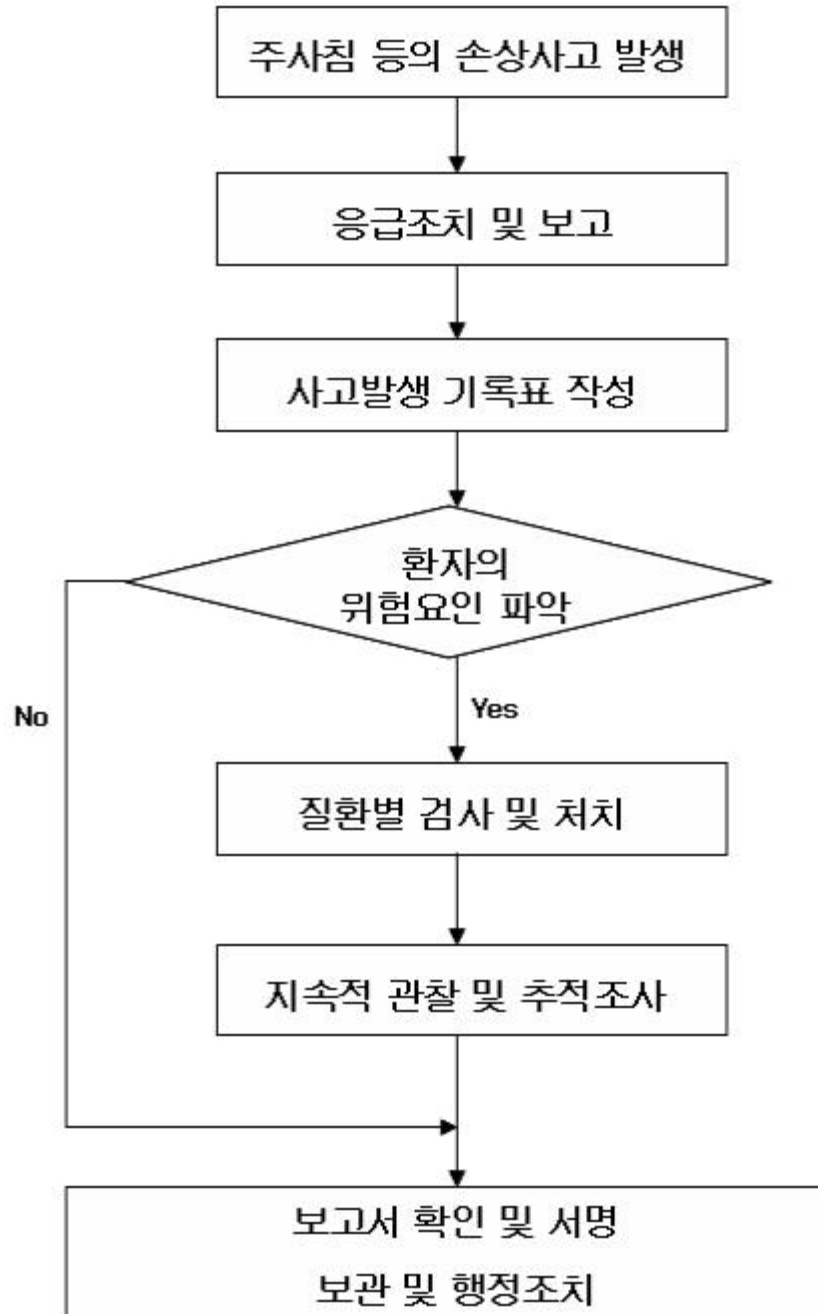 주사침 등의 손상사고 발생
응급조치 및 보고
사고발생 기록표 작성
환자의
위험요인 파악
No
Yes
질환별 검사 및 처치
지속적 관찰 및 추적조사
보고서 확인 및 서명
보관 및 행정조치